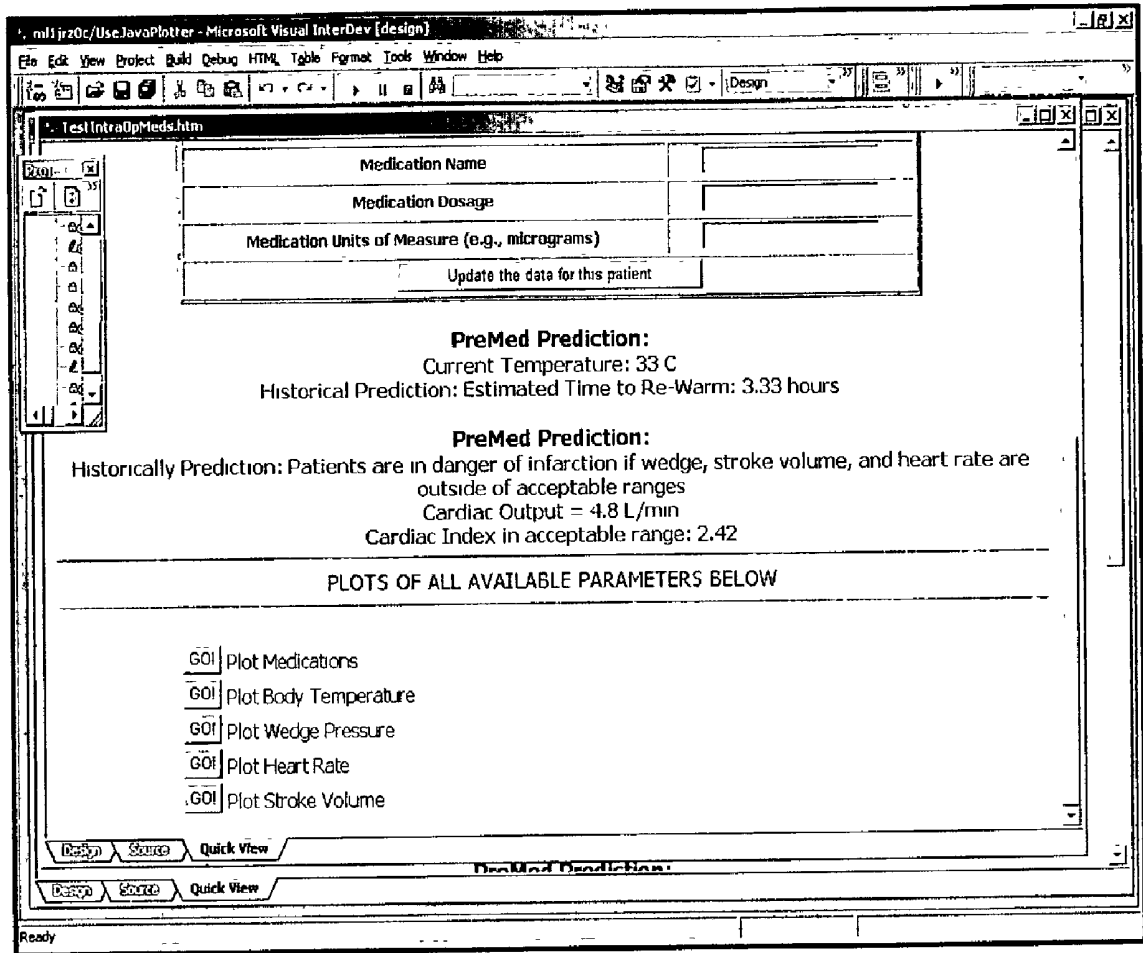 ml1jrz0c/UseJavaPlotter - Microsoft Visual InterDev [design]
File Edit View Project Build Debug HTML Table Format Tools Window Help
Design
TestIntraOpMeds.htm
Medication Name
Medication Dosage
Medication Units of Measure (e.g., micrograms)
Update the data for this patient
PreMed Prediction:
Current Temperature: 33 C
Historical Prediction: Estimated Time to Re-Warm: 3.33 hours
PreMed Prediction:
Historically Prediction: Patients are in danger of infarction if wedge, stroke volume, and heart rate are
outside of acceptable ranges
Cardiac Output = 4.8 L/min
Cardiac Index in acceptable range: 2.42
PLOTS OF ALL AVAILABLE PARAMETERS BELOW
GO! Plot Medications
GO! Plot Body Temperature
GO! Plot Wedge Pressure
GO! Plot Heart Rate
GO! Plot Stroke Volume
Design Source Quick View
PreMed Prediction:
Design Source Quick View
Ready